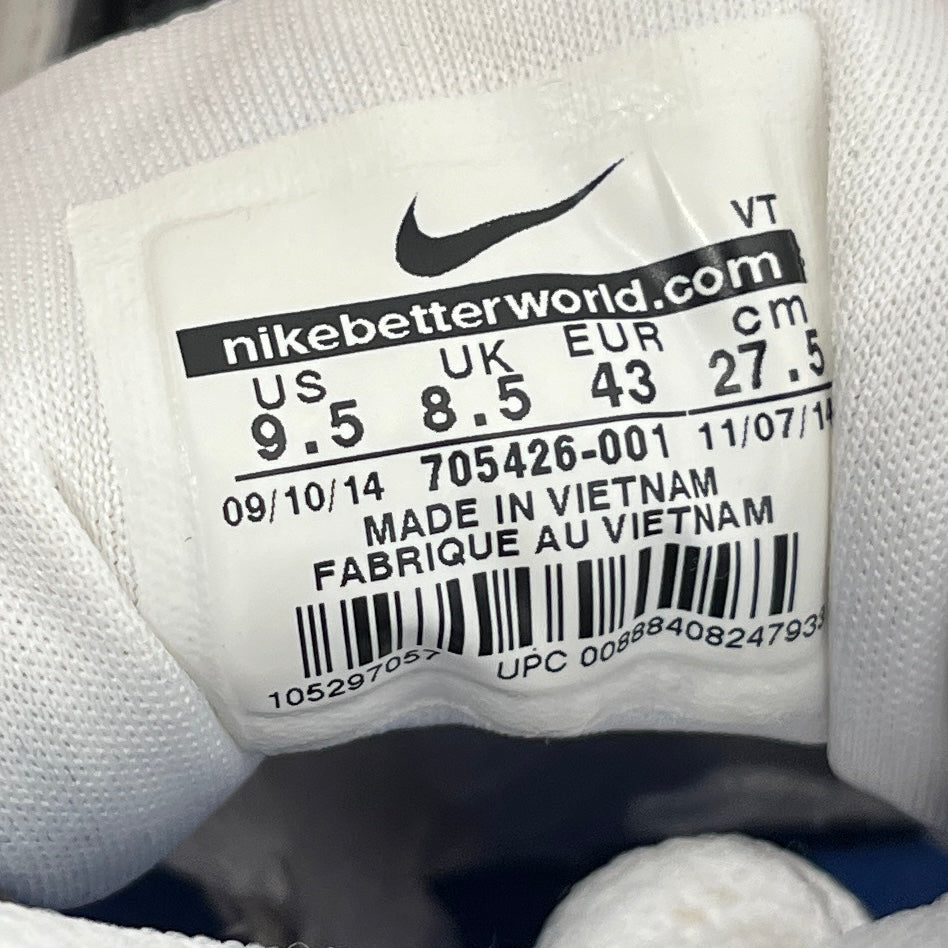 VT
nikebetterworld.com
US UK EUR cm
9.5 8.5 43 27.5
09/10/14 705426-001 11/07/14
MADE IN VIETNAM
FABRIQUE AU VIETNAM
105297057 UPC 00888408247933